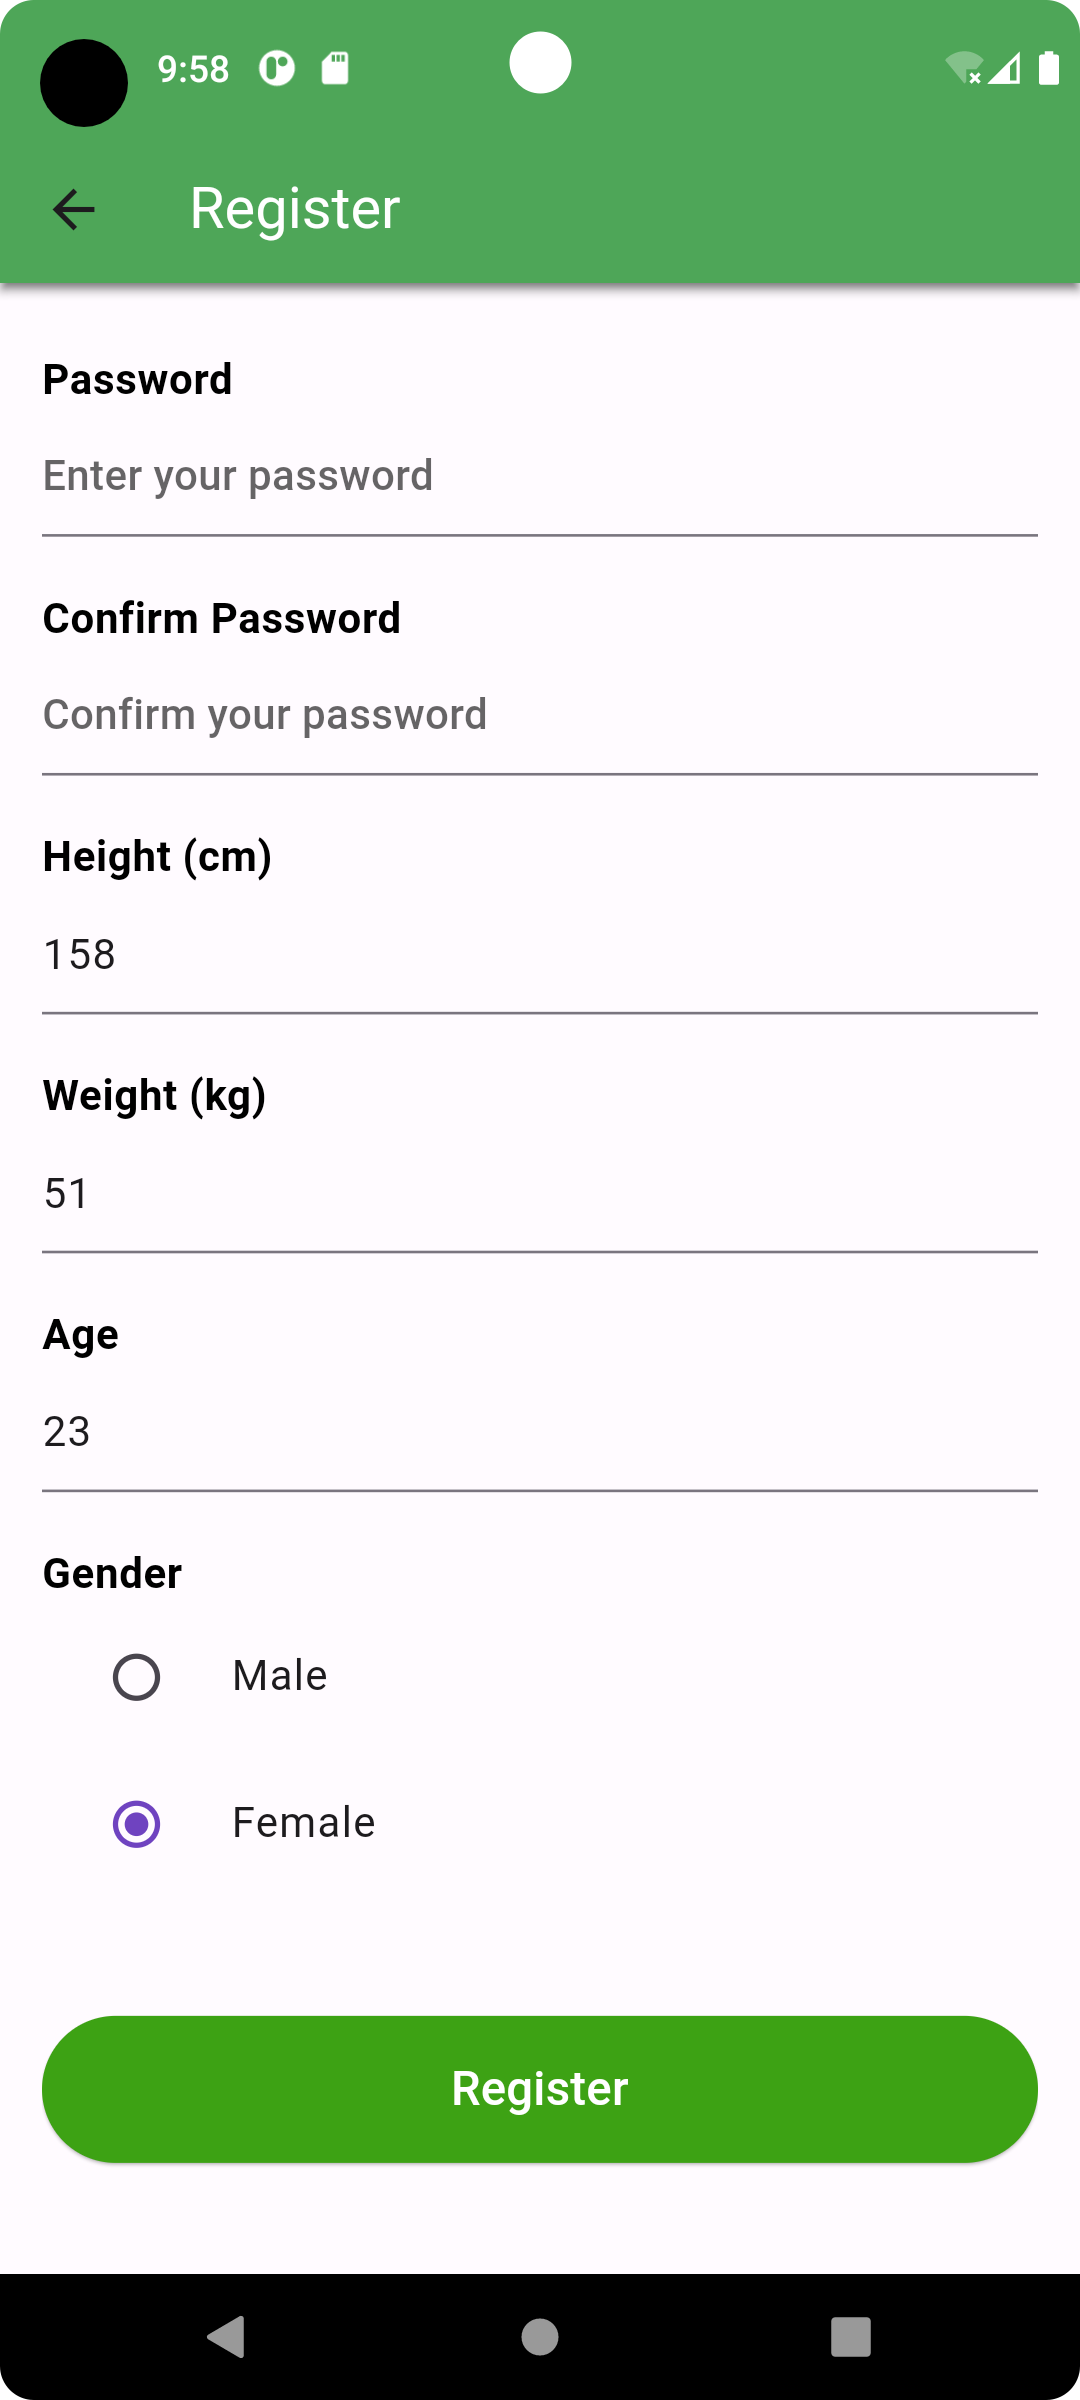 9:58
Register
Password
Enter your password
Confirm Password
Confirm your password
Height (cm)
158
Weight (kg)
51
Age
23
Gender
Male
Female
Register